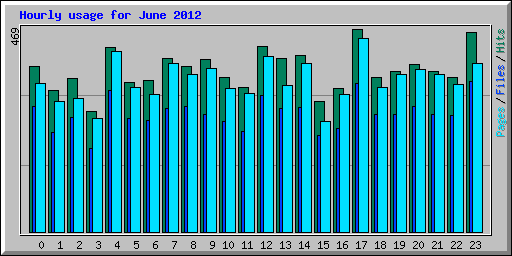 Hourly usage for June 2012
469
Pages/Files/Hits
0 1 2 3 4 5 6 7 8 9 10 11 12 13 14 15 16 17 18 19 20 21 22 23